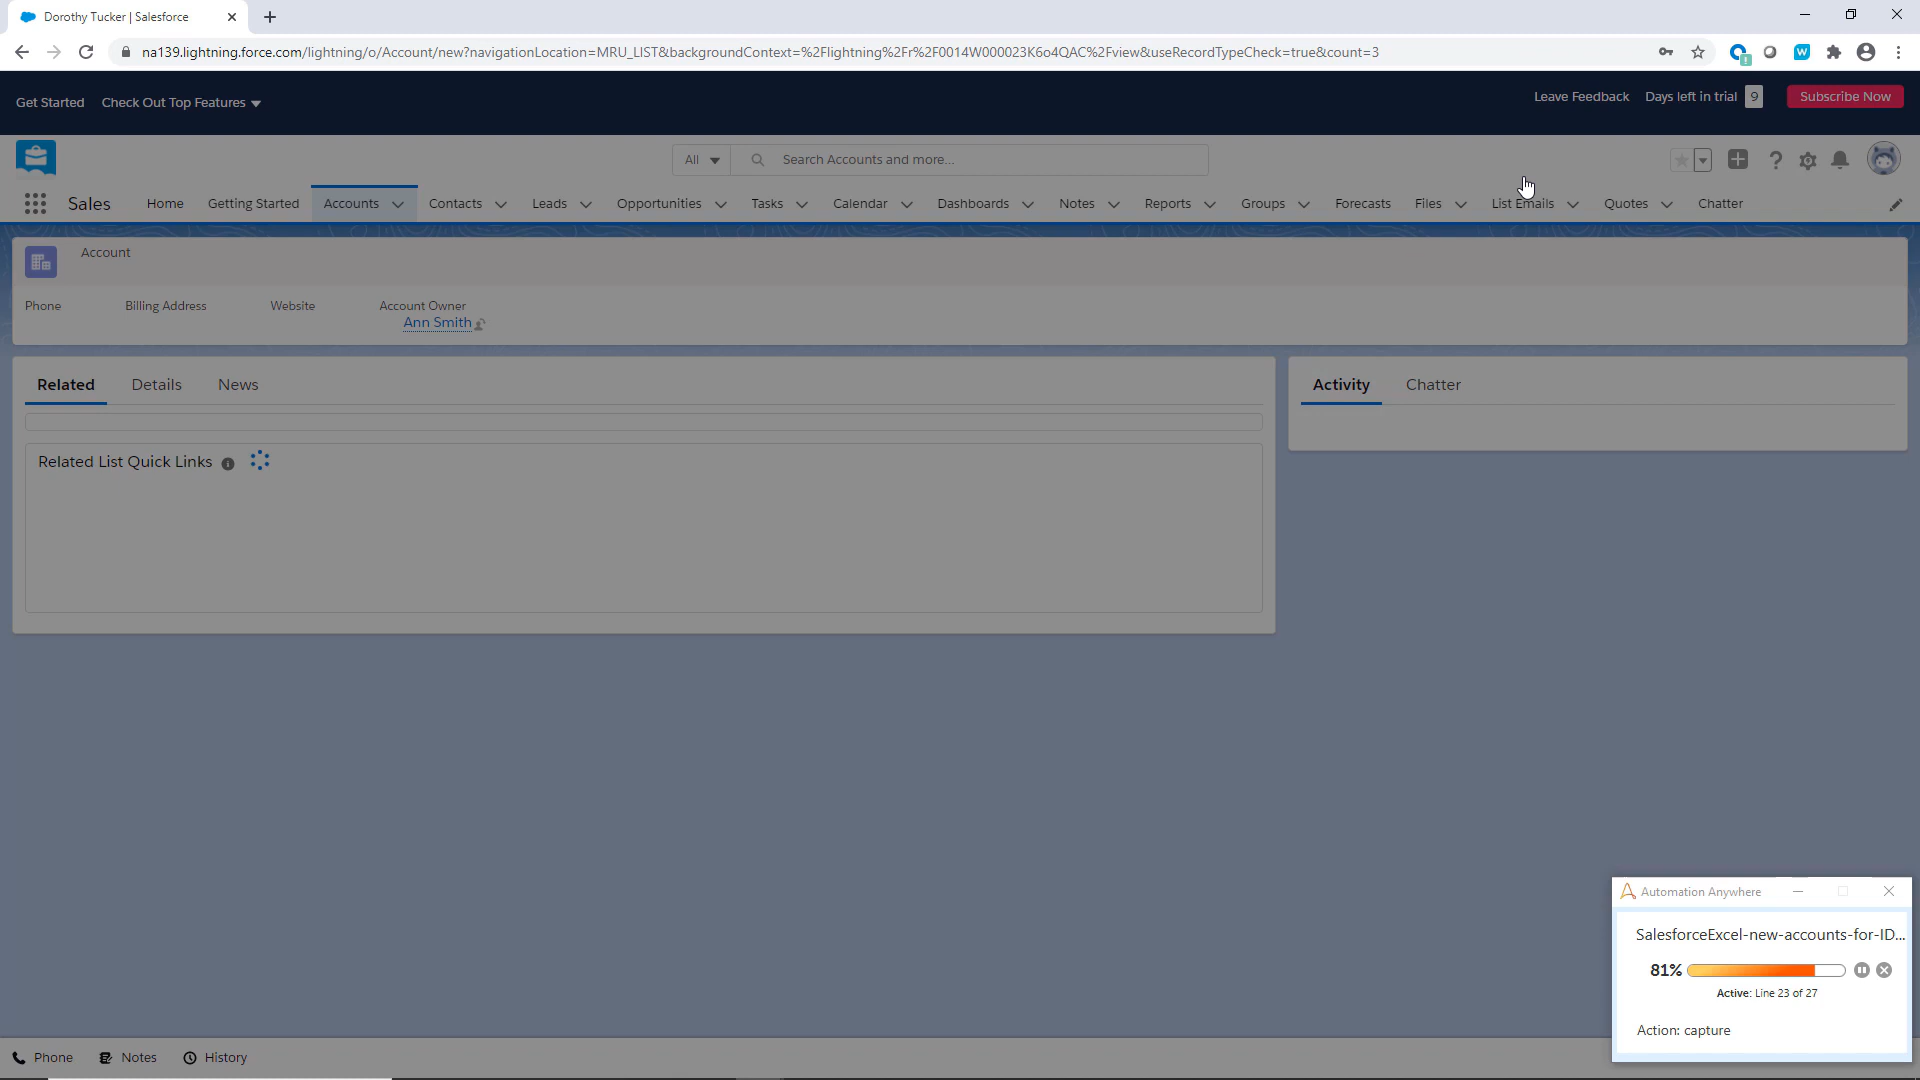 Dorothy Tucker | Salesforce
na139.lightning.force.com/lightning/o/Account/new?navigationLocation=MRU_LIST&backgroundContext=%2Flightning%2Fr%2F0014W000023K6o4QAC%2Fview&useRecordTypeCheck=true&count=3
Get Started Check Out Top Features Leave Feedback Days left in trial 9 Subscribe Now
All Search Accounts and more...
Sales Home Getting Started Accounts Contacts Leads Opportunities Tasks Calendar Dashboards Notes Reports Groups Forecasts Files List Emails Quotes Chatter
Account
Phone Billing Address Website Account Owner
Ann Smith
Related Details News Activity Chatter
Related List Quick Links
Automation Anywhere
SalesforceExcel-new-accounts-for-ID...
81%
Active: Line 23 of 27
Action: capture
Phone Notes History